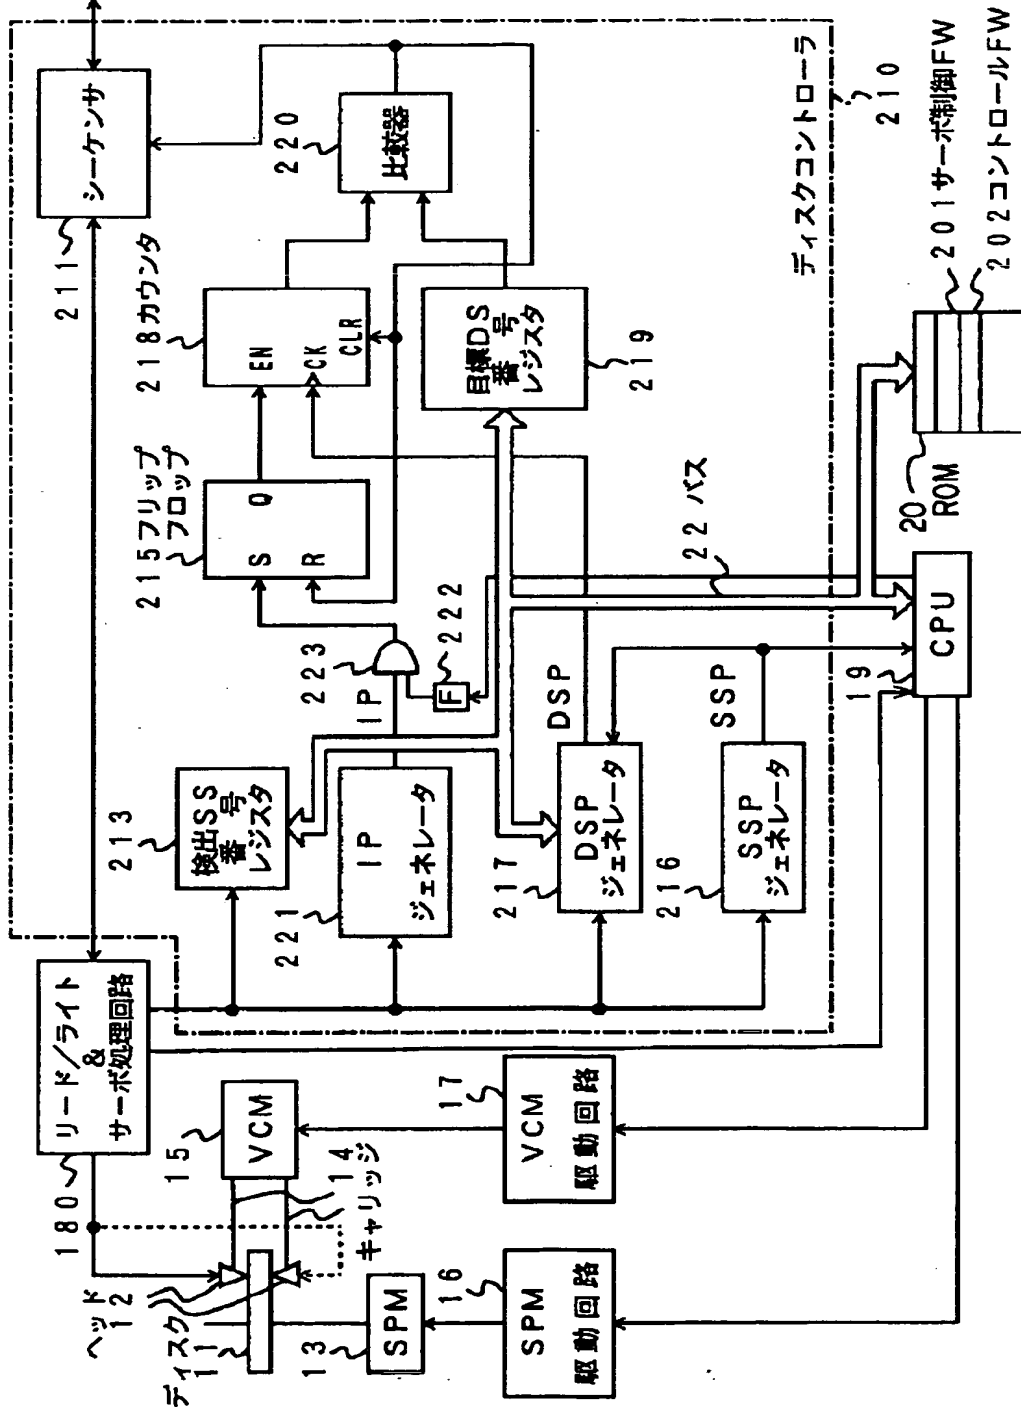 ディスク
11
ヘッド
12
180
リード/ライト
&
サーボ処理回路
15
VCM
14
キャリッジ
13
SPM
16
SPM
駆動回路
17
VCM
駆動回路
211
シーケンサ
213
検出SS
番号
レジスタ
221
IP
ジェネレータ
IP
223
F
222
215フリップ
フロップ
S
Q
R
218カウンタ
EN
CK
CLR
220
比較器
目標DS
番号
レジスタ
219
217
DSP
ジェネレータ
DSP
216
SSP
ジェネレータ
SSP
22 バス
ディスクコントローラ
210
19
CPU
20
ROM
201サーボ制御FW
202コントロールFW